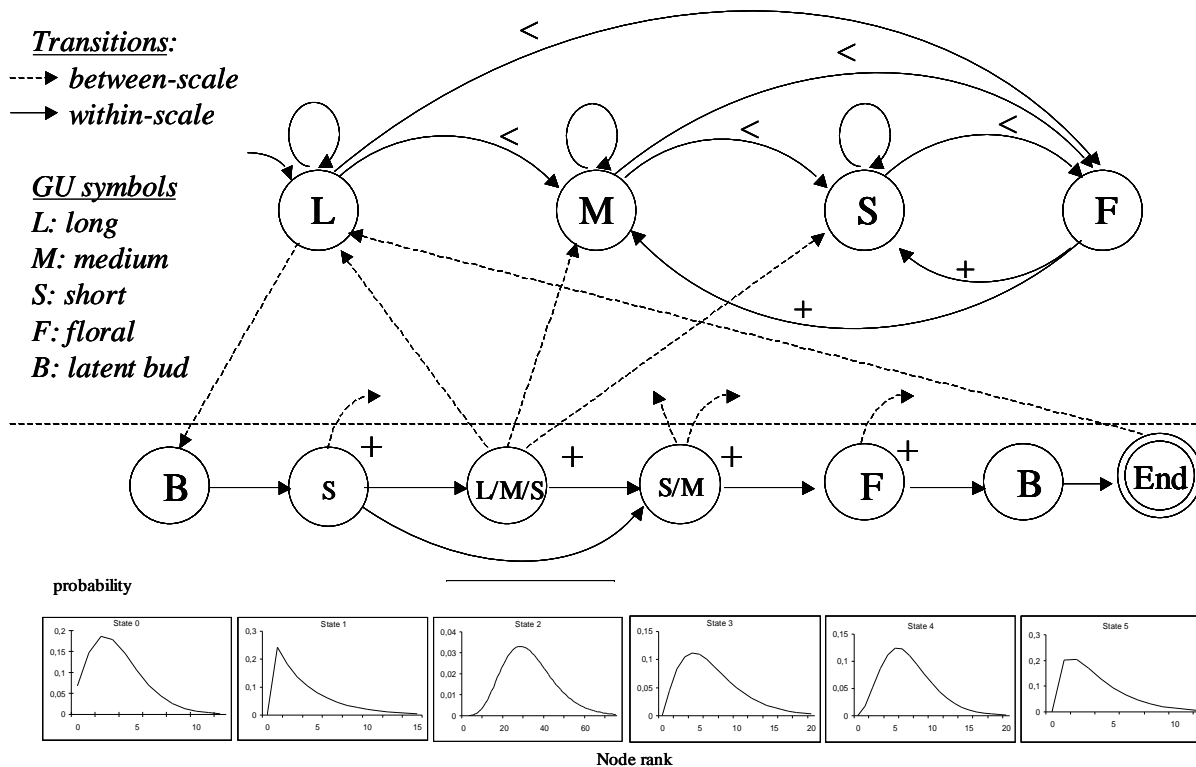 Transitions:
between-scale
within-scale
GU symbols
L: long
M: medium
S: short
F: floral
B: latent bud
<
<
<
<
<
L
M
S
F
+
+
+
+
+
+
B
s
L/M/S
S/M
F
B
End
probability
State 0
0,2
0,15
0,1
0,05
0
0 5 10
State 1
0,3
0,2
0,1
0
0 5 10 15
State 2
0,04
0,03
0,02
0,01
0
0 20 40 60
State 3
0,15
0,1
0,05
0
0 5 10 15 20
State 4
0,15
0,1
0,05
0
0 5 10 15 20
State 5
0,3
0,2
0,1
0
0 5 10
Node rank